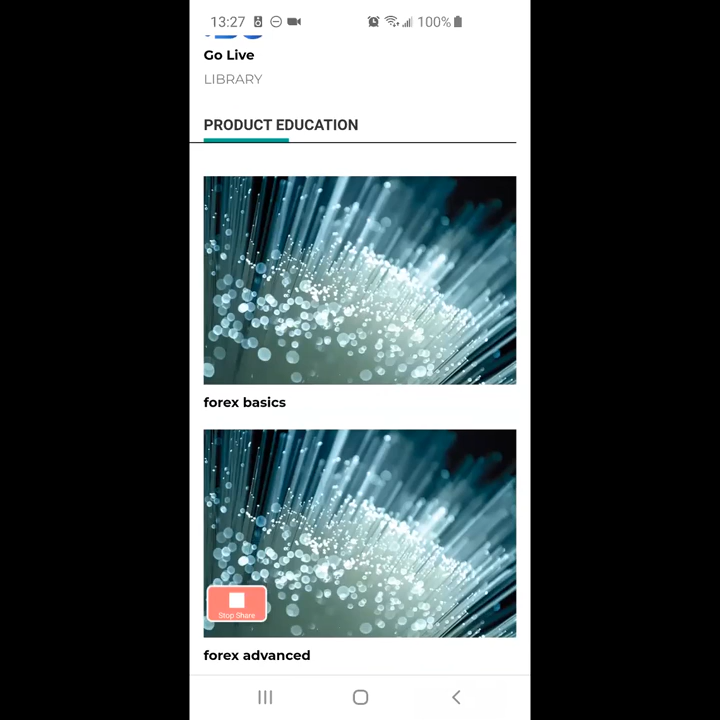 13:27
100%
Go Live
LIBRARY
PRODUCT EDUCATION
forex basics
Stop Share
forex advanced